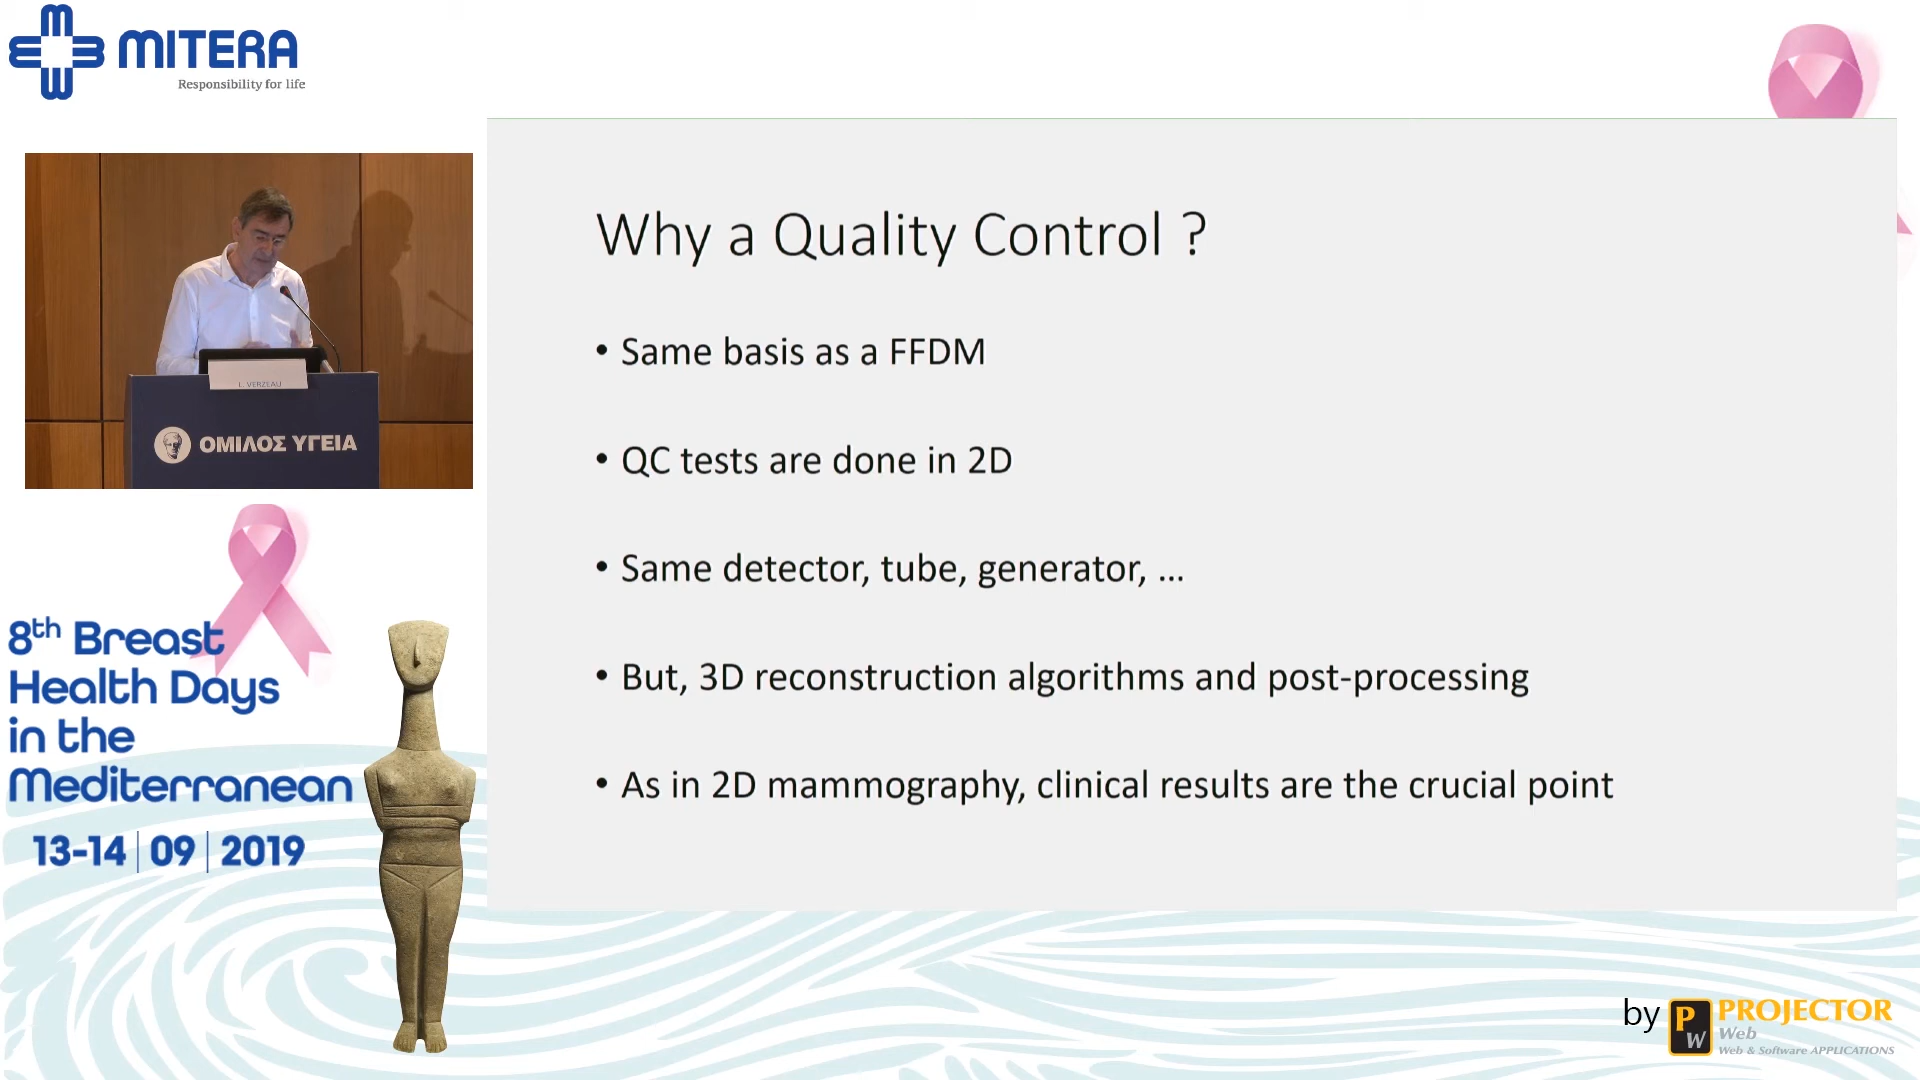 MITERA
Responsibility for life
Why a Quality Control ?
• Same basis as a FFDM
• QC tests are done in 2D
• Same detector, tube, generator, ...
• But, 3D reconstruction algorithms and post-processing
• As in 2D mammography, clinical results are the crucial point
L. VERZEAU
ΟΜΙΛΟΣ ΥΓΕΙΑ
8th Breast
Health Days
in the
Mediterranean
13-14 | 09 | 2019
by PROJECTOR
PW
Web
Web & Software APPLICATIONS